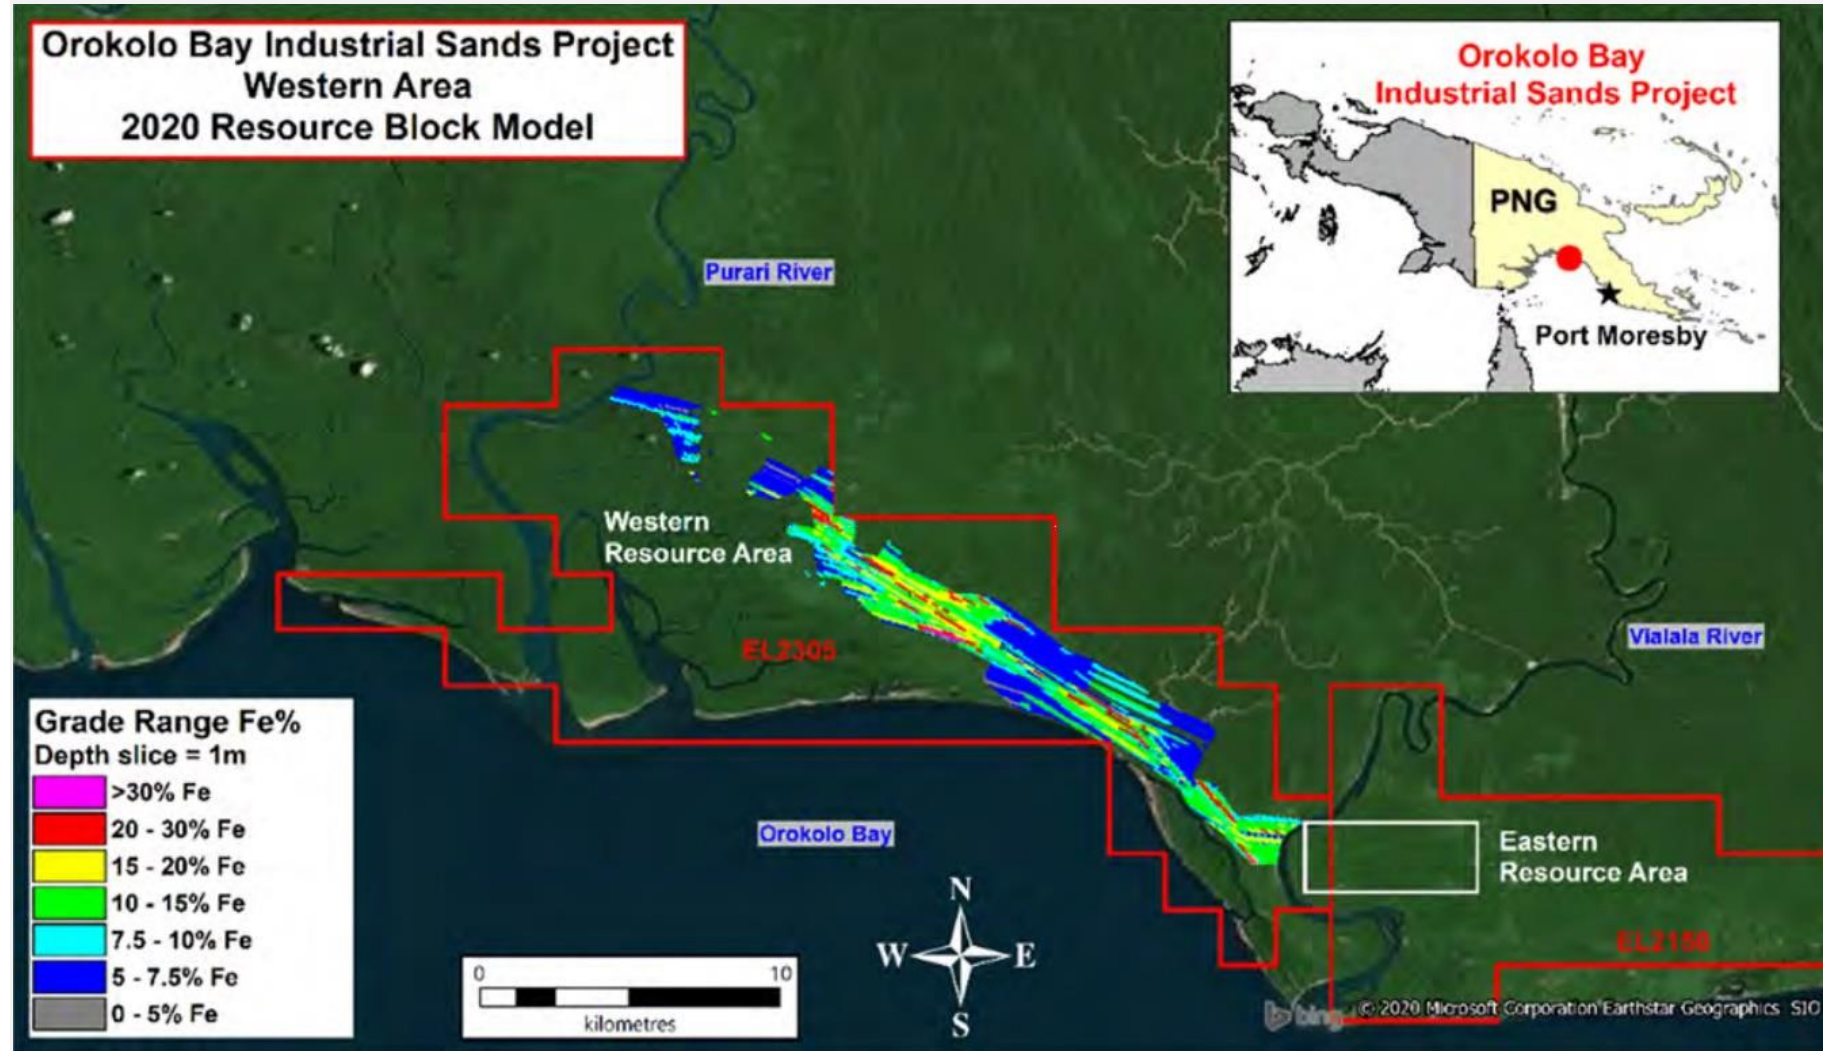 Orokolo Bay Industrial Sands Project
Western Area
2020 Resource Block Model
Orokolo Bay
Industrial Sands Project
PNG
Port Moresby
Purari River
Western
Resource Area
EL2305
Vialala River
Grade Range Fe%
Depth slice = 1m
>30% Fe
20 - 30% Fe
15 - 20% Fe
10 - 15% Fe
7.5 - 10% Fe
5 - 7.5% Fe
0 - 5% Fe
Orokolo Bay
Eastern
Resource Area
EL2150
N
W E
S
0 10
kilometres
bing © 2020 Microsoft Corporation Earthstar Geographics SIO